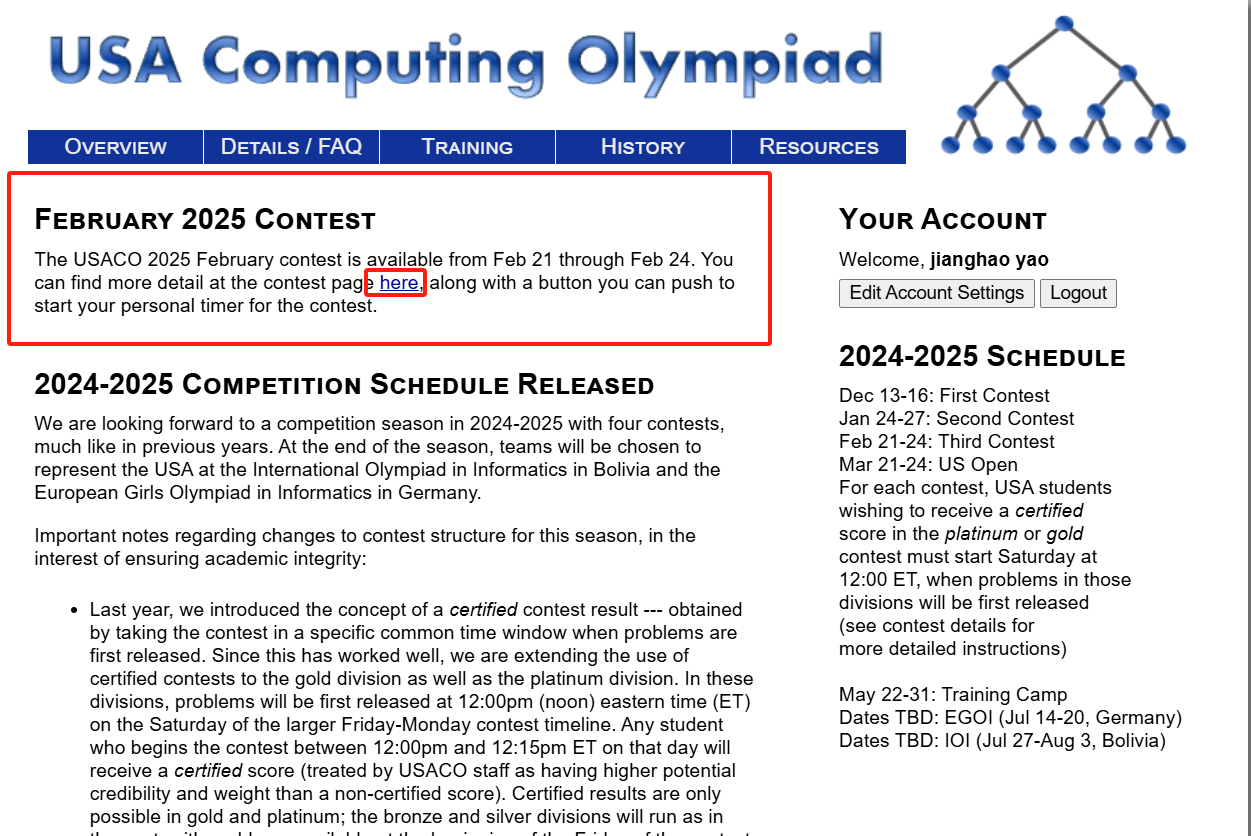 USA Computing Olympiad
OVERVIEW
DETAILS / FAQ
TRAINING
HISTORY
RESOURCES
FEBRUARY 2025 CONTEST
The USACO 2025 February contest is available from Feb 21 through Feb 24. You
can find more detail at the contest page here, along with a button you can push to
start your personal timer for the contest.
2024-2025 COMPETITION SCHEDULE RELEASED
We are looking forward to a competition season in 2024-2025 with four contests,
much like in previous years. At the end of the season, teams will be chosen to
represent the USA at the International Olympiad in Informatics in Bolivia and the
European Girls Olympiad in Informatics in Germany.
Important notes regarding changes to contest structure for this season, in the
interest of ensuring academic integrity:
• Last year, we introduced the concept of a certified contest result --- obtained
by taking the contest in a specific common time window when problems are
first released. Since this has worked well, we are extending the use of
certified contests to the gold division as well as the platinum division. In these
divisions, problems will be first released at 12:00pm (noon) eastern time (ET)
on the Saturday of the larger Friday-Monday contest timeline. Any student
who begins the contest between 12:00pm and 12:15pm ET on that day will
receive a certified score (treated by USACO staff as having higher potential
credibility and weight than a non-certified score). Certified results are only
possible in gold and platinum; the bronze and silver divisions will run as in
YOUR ACCOUNT
Welcome, jianghao yao
Edit Account Settings
Logout
2024-2025 SCHEDULE
Dec 13-16: First Contest
Jan 24-27: Second Contest
Feb 21-24: Third Contest
Mar 21-24: US Open
For each contest, USA students
wishing to receive a certified
score in the platinum or gold
contest must start Saturday at
12:00 ET, when problems in those
divisions will be first released
(see contest details for
more detailed instructions)
May 22-31: Training Camp
Dates TBD: EGOI (Jul 14-20, Germany)
Dates TBD: IOI (Jul 27-Aug 3, Bolivia)